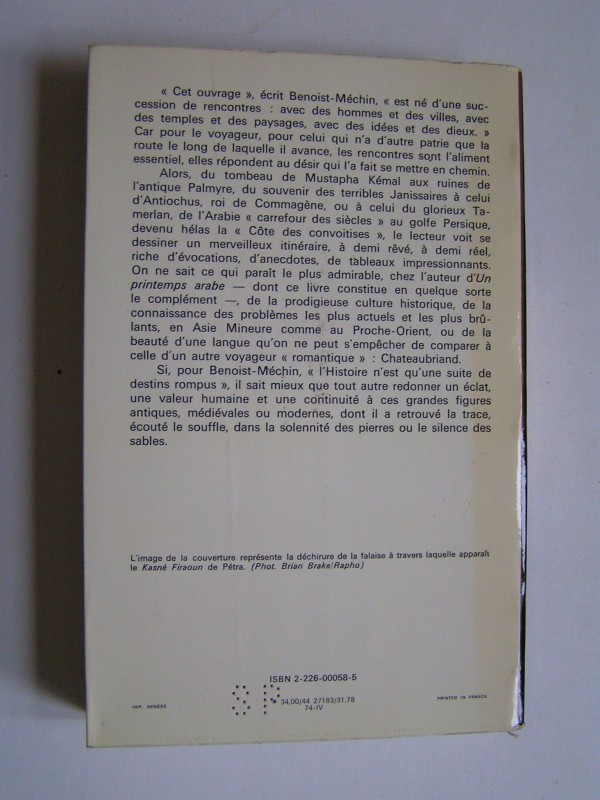 « Cet ouvrage », écrit Benoist-Méchin, « est né d'une suc-
cession de rencontres : avec des hommes et des villes, avec
des temples et des paysages, avec des idées et des dieux. »
Car pour le voyageur, pour celui qui n'a d'autre patrie que la
route le long de laquelle il avance, les rencontres sont l'aliment
essentiel, elles répondent au désir qui l'a fait se mettre en chemin.
Alors, du tombeau de Mustapha Kémal aux ruines de
l'antique Palmyre, du souvenir des terribles Janissaires à celui
d'Antiochus, roi de Commagène, ou à celui du glorieux Ta-
merlan, de l'Arabie « carrefour des siècles » au golfe Persique,
devenu hélas la « Côte des convoitises », le lecteur voit se
dessiner un merveilleux itinéraire, à demi rêvé, à demi réel,
riche d'évocations, d'anecdotes, de tableaux impressionnants.
On ne sait ce qui paraît le plus admirable, chez l'auteur d'Un
printemps arabe — dont ce livre constitue en quelque sorte
le complément —, de la prodigieuse culture historique, de la
connaissance des problèmes les plus actuels et les plus brû-
lants, en Asie Mineure comme au Proche-Orient, ou de la
beauté d'une langue qu'on ne peut s'empêcher de comparer à
celle d'un autre voyageur « romantique » : Chateaubriand.
Si, pour Benoist-Méchin, « l'Histoire n'est qu'une suite de
destins rompus », il sait mieux que tout autre redonner un éclat,
une valeur humaine et une continuité à ces grandes figures
antiques, médiévales ou modernes, dont il a retrouvé la trace,
écouté le souffle, dans la solennité des pierres ou le silence des
sables.
L'image de la couverture représente la déchirure de la falaise à travers laquelle apparaît
le Kasné Firaoun de Pétra. (Phot. Brian Brake/Rapho)
ISBN 2-226-00058-5
SP
34,00/44 27183/31.78
74-IV
IMP. GENÈSE
PRINTED IN FRANCE